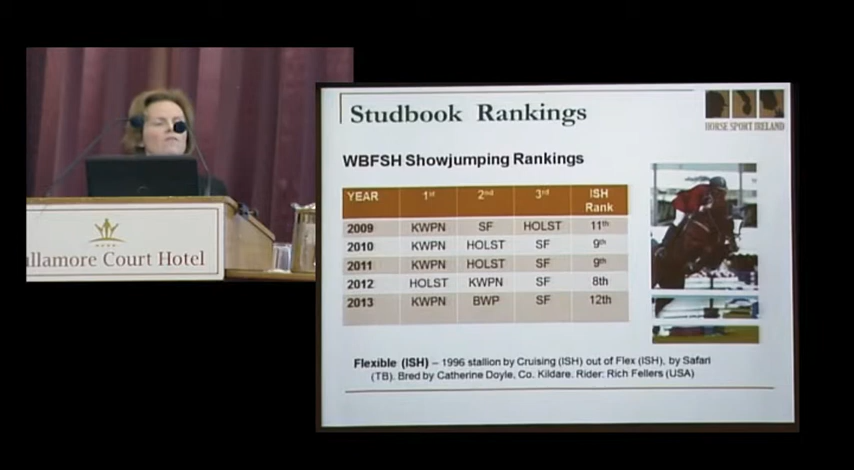 Studbook Rankings
HORSE SPORT IRELAND
WBFSH Showjumping Rankings
YEAR 1st 2nd 3rd ISH Rank
2009 KWPN SF HOLST 11th
2010 KWPN HOLST SF 9th
2011 KWPN HOLST SF 9th
2012 HOLST KWPN SF 8th
2013 KWPN BWP SF 12th
Flexible (ISH) – 1996 stallion by Cruising (ISH) out of Flex (ISH), by Safari
(TB). Bred by Catherine Doyle, Co. Kildare. Rider: Rich Fellers (USA)
Court Hotel